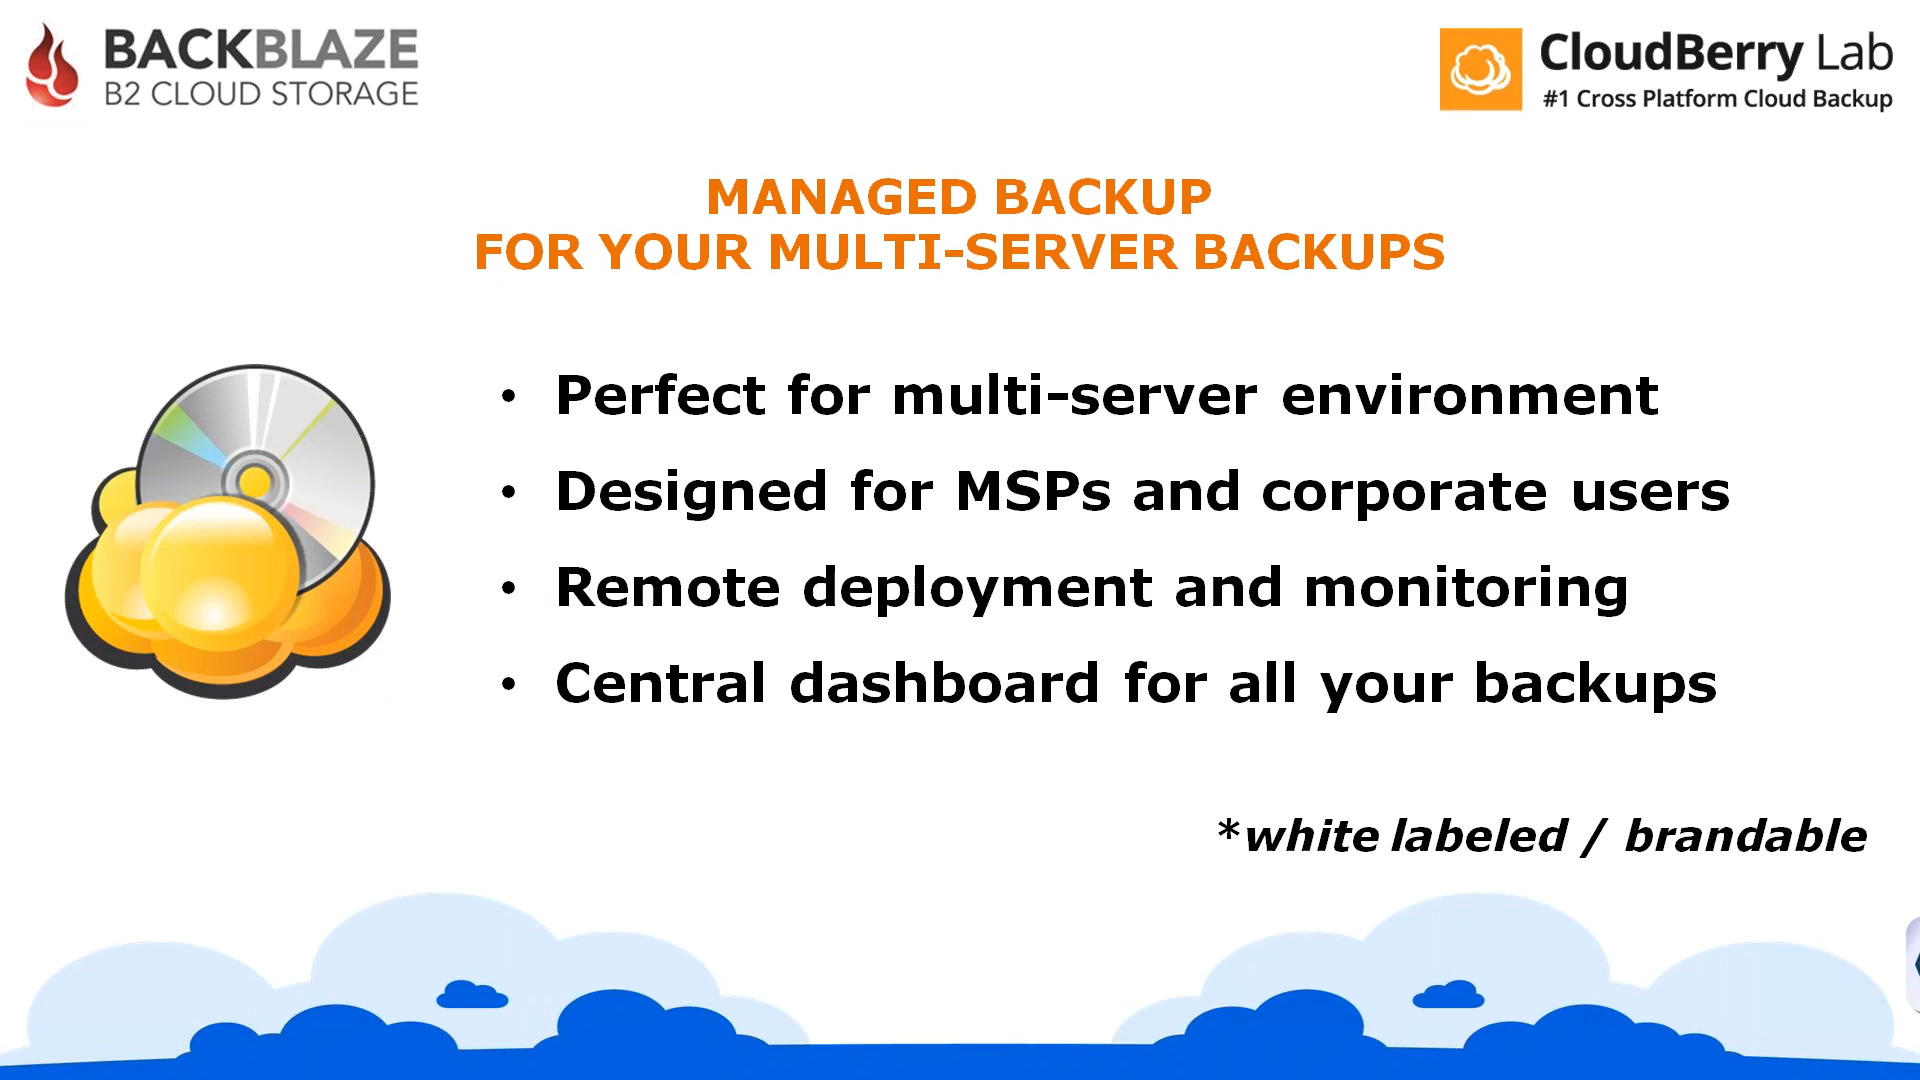 BACKBLAZE
B2 CLOUD STORAGE
CloudBerry Lab
#1 Cross Platform Cloud Backup
MANAGED BACKUP
FOR YOUR MULTI-SERVER BACKUPS
• Perfect for multi-server environment
• Designed for MSPs and corporate users
• Remote deployment and monitoring
• Central dashboard for all your backups
*white labeled / brandable